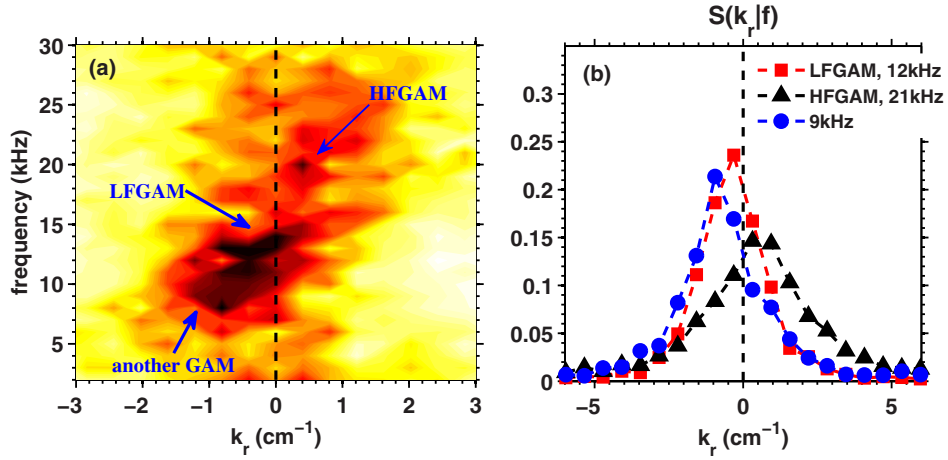 S(k_r|f)
(a)
HFGAM
LFGAM
another GAM
frequency (kHz)
30
25
20
15
10
5
−3 −2 −1 0 1 2 3
k_r (cm^-1)
(b)
LFGAM, 12kHz
HFGAM, 21kHz
9kHz
0.3
0.25
0.2
0.15
0.1
0.05
0
−5 0 5
k_r (cm^-1)